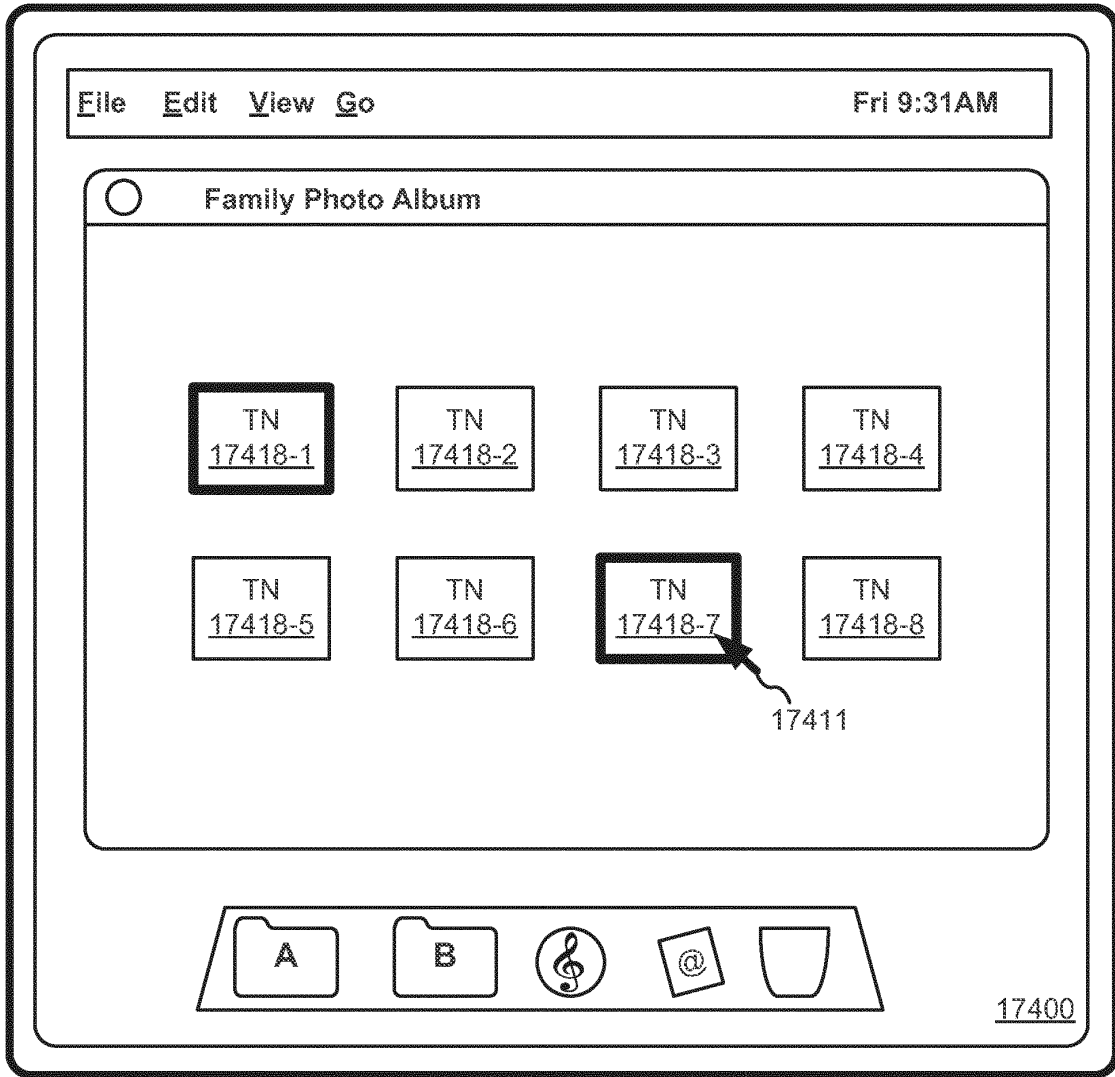 File Edit View Go Fri 9:31AM
Family Photo Album
TN TN TN TN
17418-1 17418-2 17418-3 17418-4
TN TN TN TN
17418-5 17418-6 17418-7 17418-8
17411
A B @
17400